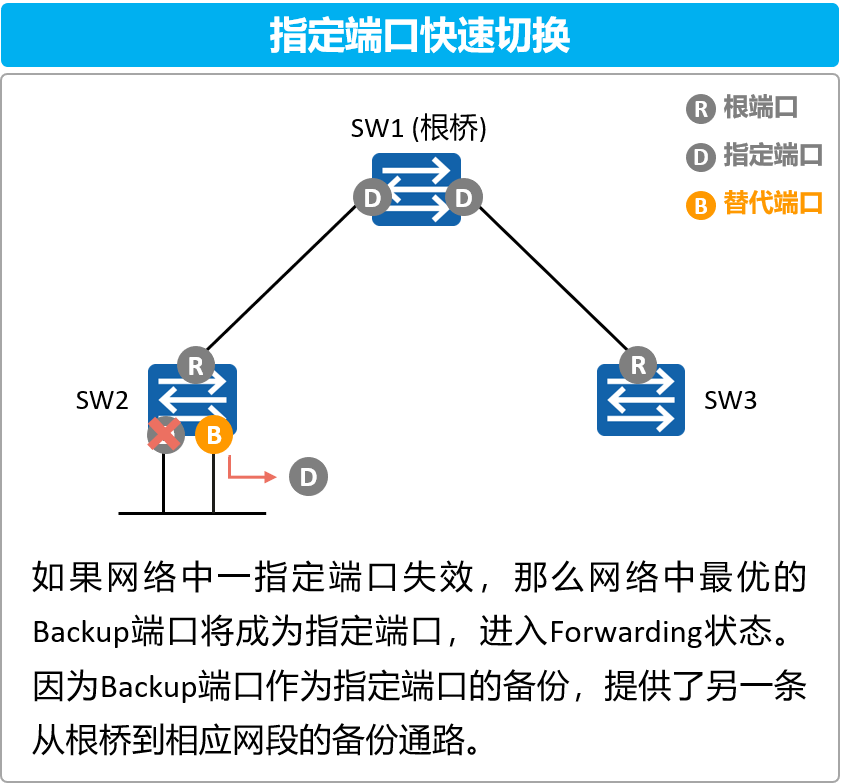 指定端口快速切换
R 根端口
D 指定端口
B 替代端口
SW1 (根桥)
D D
R R
SW2 SW3
B
D
如果网络中一指定端口失效，那么网络中最优的
Backup端口将成为指定端口，进入Forwarding状态。
因为Backup端口作为指定端口的备份，提供了另一条
从根桥到相应网段的备份通路。